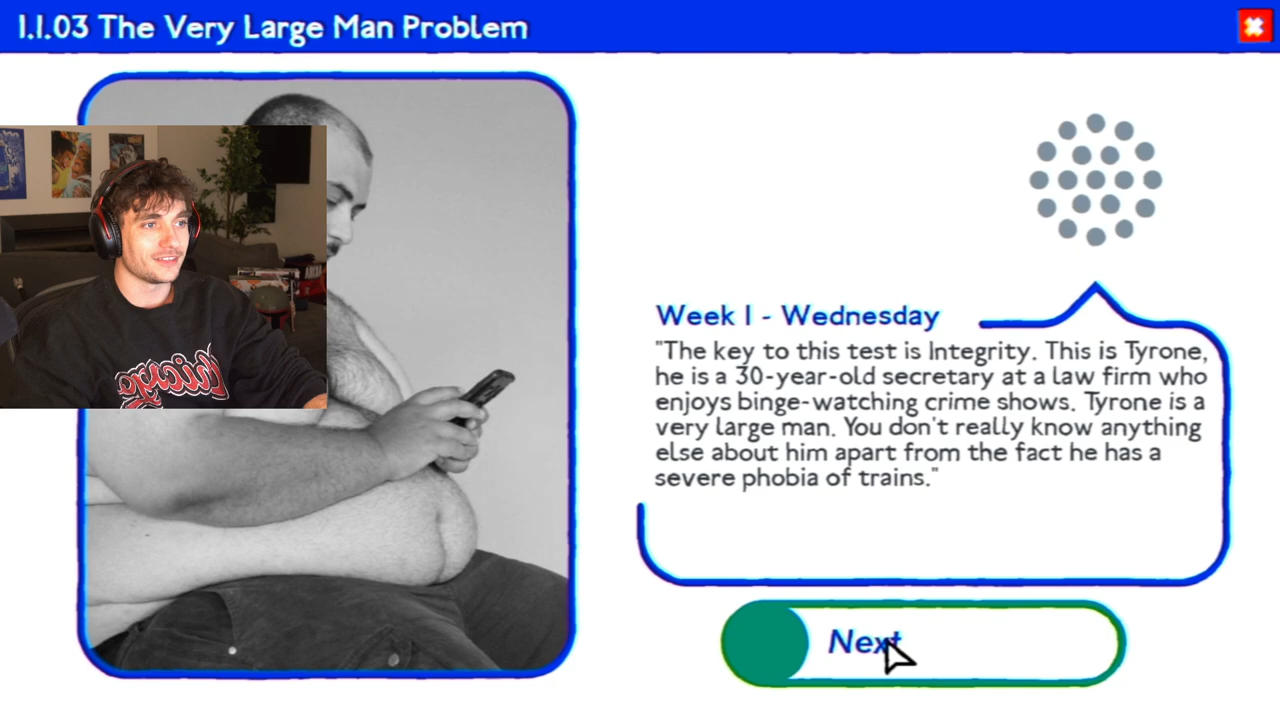 1.1.03 The Very Large Man Problem
Week 1 - Wednesday
"The key to this test is Integrity. This is Tyrone,
he is a 30-year-old secretary at a law firm who
enjoys binge-watching crime shows. Tyrone is a
very large man. You don't really know anything
else about him apart from the fact he has a
severe phobia of trains."
Next
Chicago